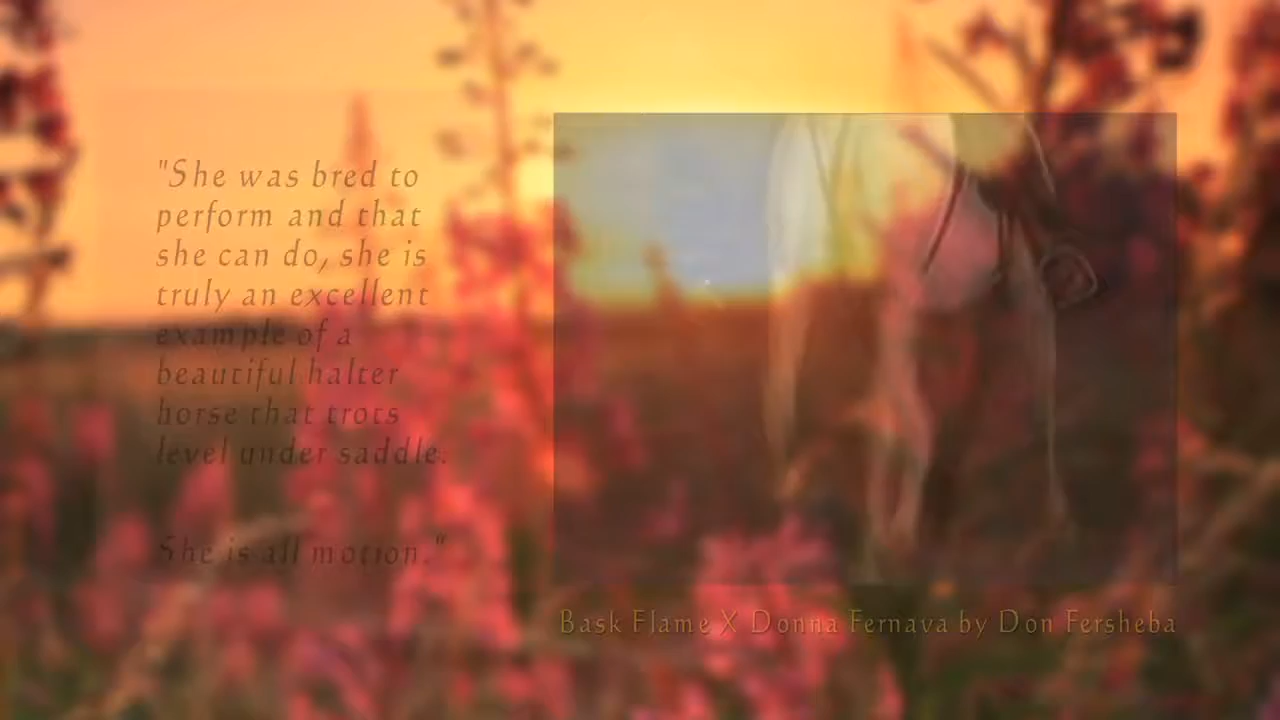 "She was bred to
perform and that
she can do, she is
truly an excellent
example of a
beautiful halter
horse that trots
level under saddle.
She is all motion."
Bask Flame X Donna Fernava by Don Fersheba